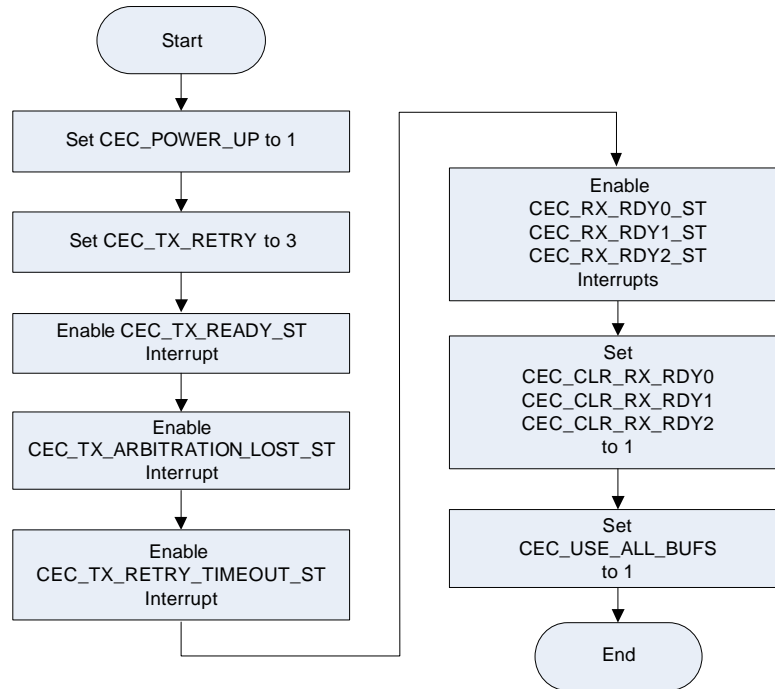 Start
Set CEC_POWER_UP to 1
Set CEC_TX_RETRY to 3
Enable CEC_TX_READY_ST
Interrupt
Enable
CEC_TX_ARBITRATION_LOST_ST
Interrupt
Enable
CEC_TX_RETRY_TIMEOUT_ST
Interrupt
Enable
CEC_RX_RDY0_ST
CEC_RX_RDY1_ST
CEC_RX_RDY2_ST
Interrupts
Set
CEC_CLR_RX_RDY0
CEC_CLR_RX_RDY1
CEC_CLR_RX_RDY2
to 1
Set
CEC_USE_ALL_BUFS
to 1
End